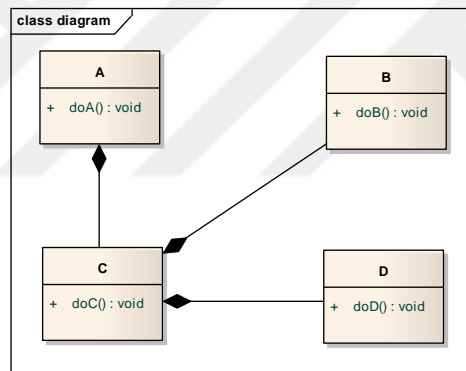 class diagram
A
+ doA() : void
B
+ doB() : void
C
+ doC() : void
D
+ doD() : void